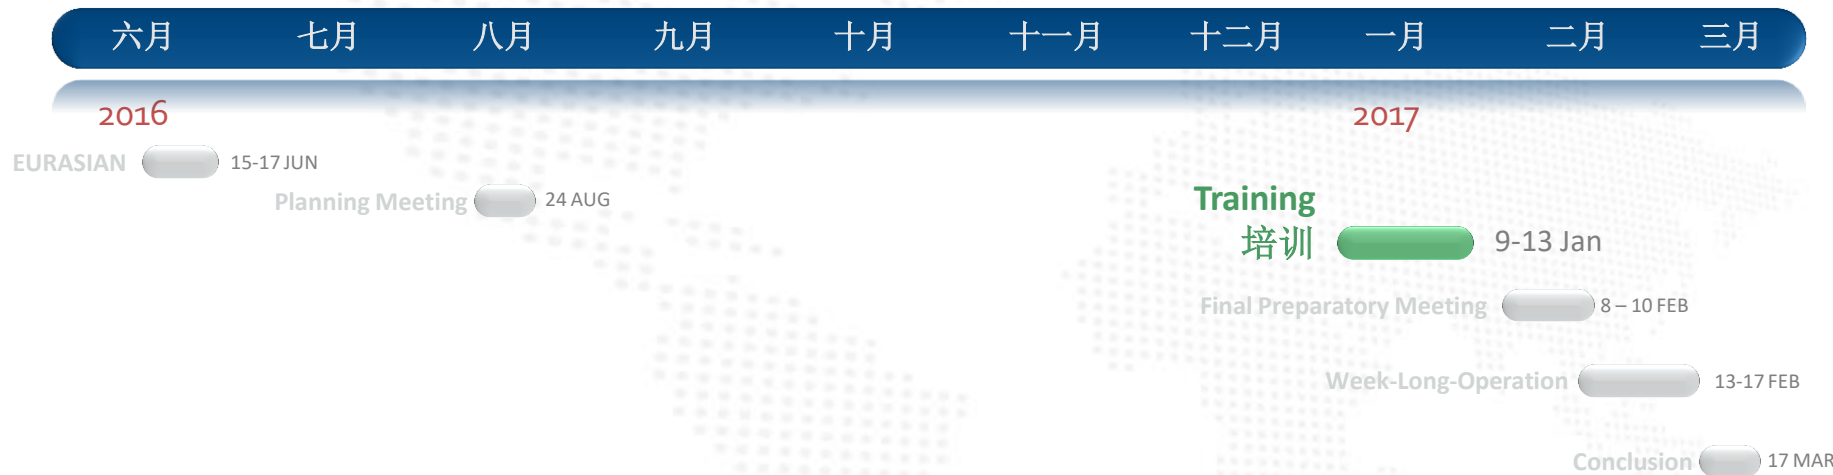 六月 七月 八月 九月 十月 十一月 十二月 一月 二月 三月
2016 2017
EURASIAN 15-17 JUN
Planning Meeting 24 AUG
Training
培训 9-13 Jan
Final Preparatory Meeting 8 – 10 FEB
Week-Long-Operation 13-17 FEB
Conclusion 17 MAR